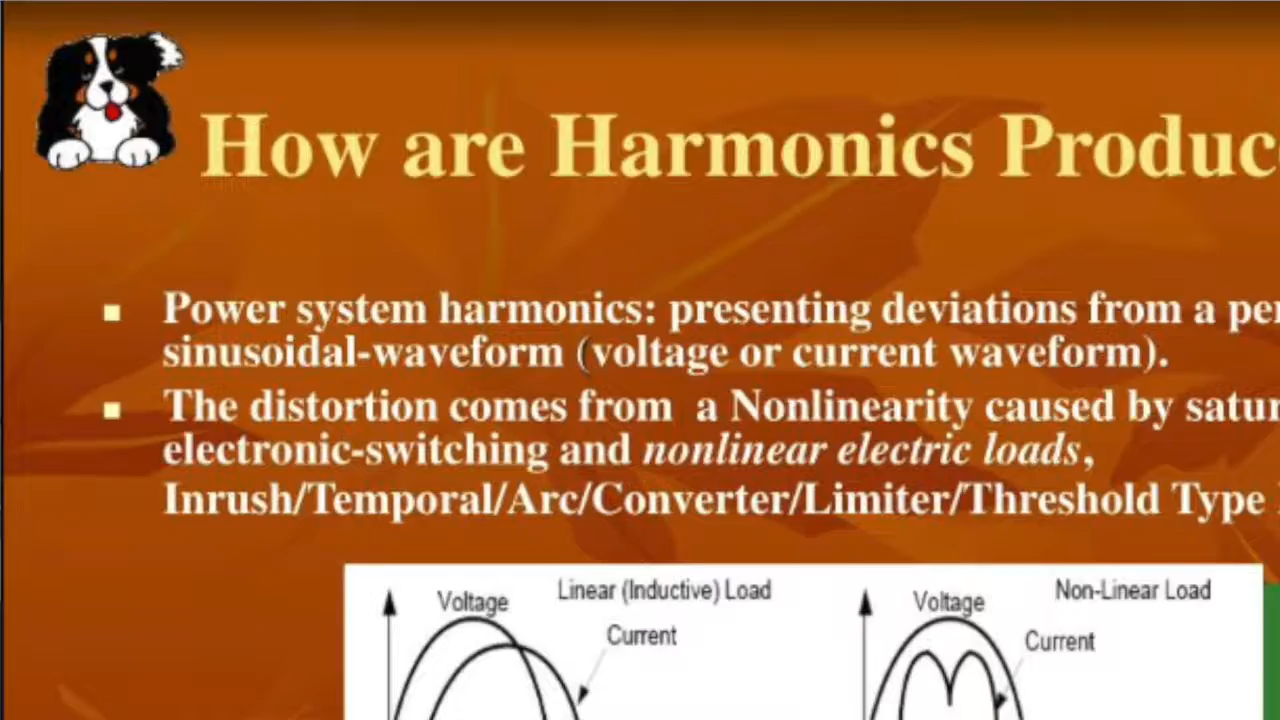 How are Harmonics Produc
Power system harmonics: presenting deviations from a
sinusoidal-waveform (voltage or current waveform).
The distortion comes from a Nonlinearity caused by satur
electronic-switching and nonlinear electric loads,
Inrush/Temporal/Arc/Converter/Limiter/Threshold Type
Voltage
Linear (Inductive) Load
Current
Voltage
Non-Linear Load
Current